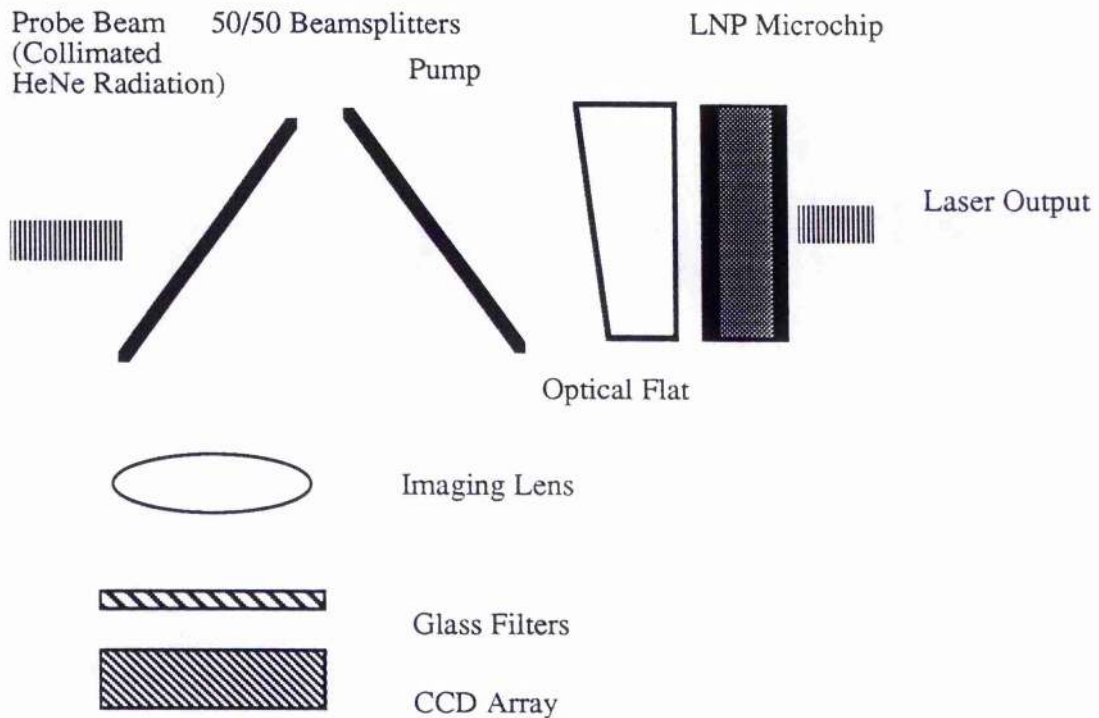 Probe Beam
(Collimated
HeNe Radiation)
50/50 Beamsplitters
Pump
LNP Microchip
Laser Output
Optical Flat
Imaging Lens
Glass Filters
CCD Array